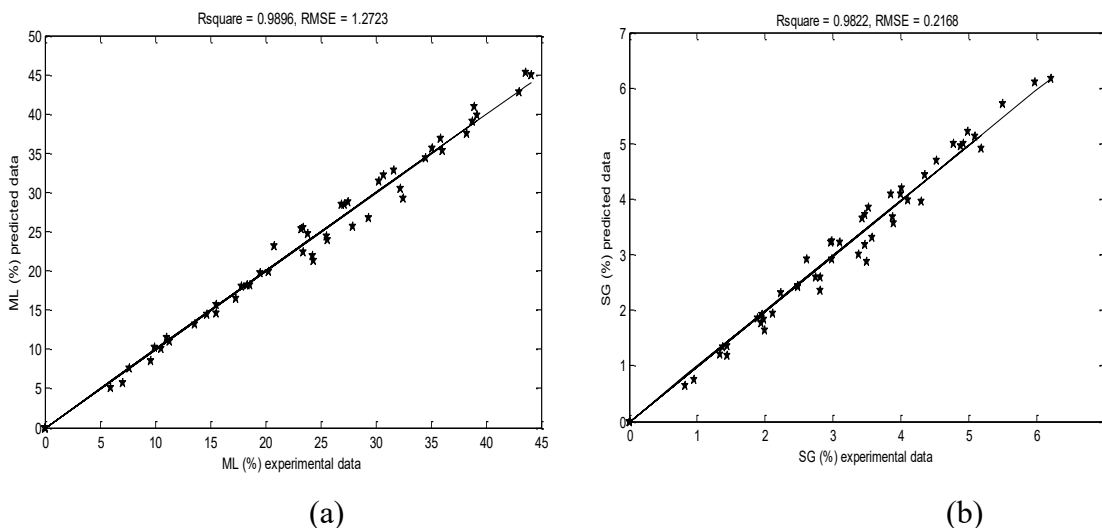 Rsquare = 0.9896, RMSE = 1.2723
50
45
40
35
30
25
20
15
10
5
0
ML (%) predicted data
0 5 10 15 20 25 30 35 40 45
ML (%) experimental data
(a)
Rsquare = 0.9822, RMSE = 0.2168
7
6
5
4
3
2
1
0
SG (%) predicted data
0 1 2 3 4 5 6
SG (%) experimental data
(b)